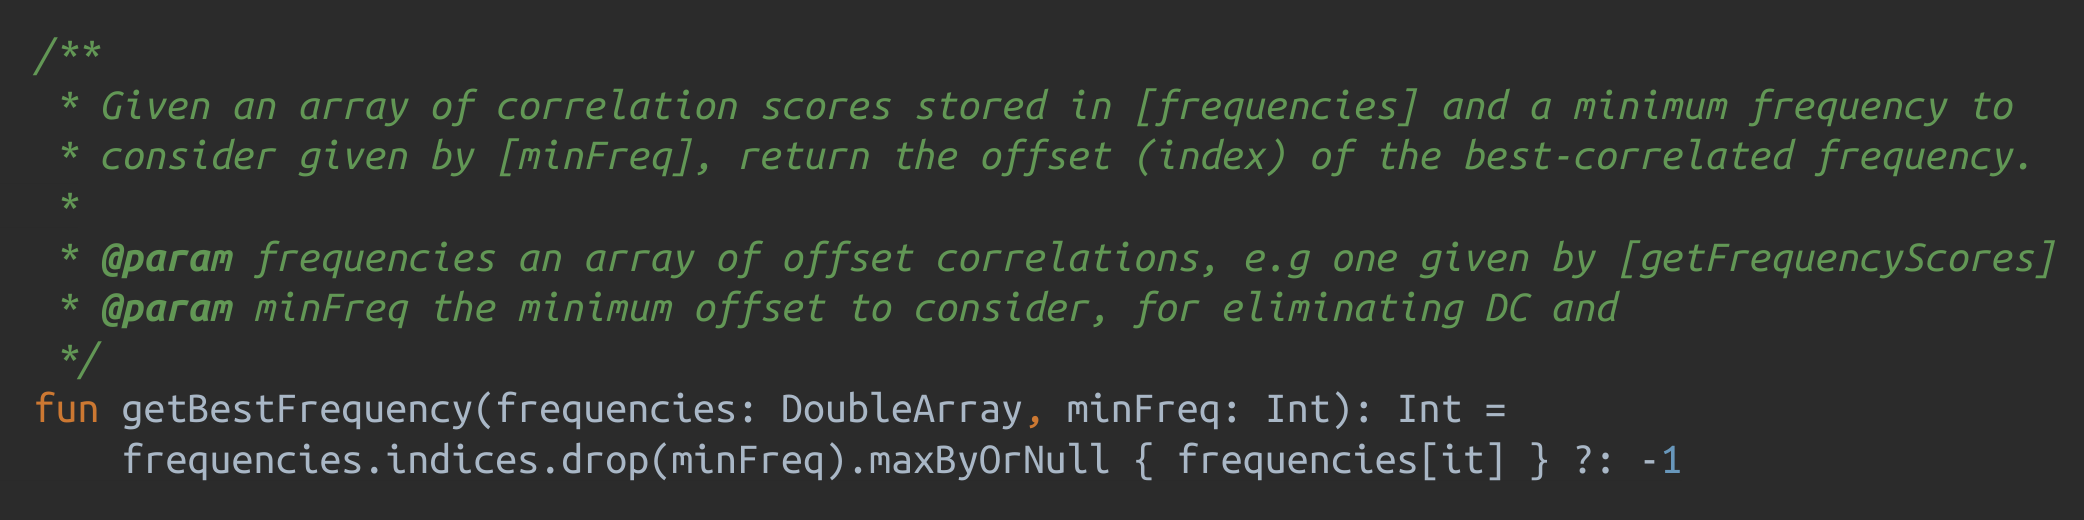 /**
 * Given an array of correlation scores stored in [frequencies] and a minimum frequency to
 * consider given by [minFreq], return the offset (index) of the best-correlated frequency.
 *
 * @param frequencies an array of offset correlations, e.g one given by [getFrequencyScores]
 * @param minFreq the minimum offset to consider, for eliminating DC and
 */
fun getBestFrequency(frequencies: DoubleArray, minFreq: Int): Int =
    frequencies.indices.drop(minFreq).maxByOrNull { frequencies[it] } ?: -1